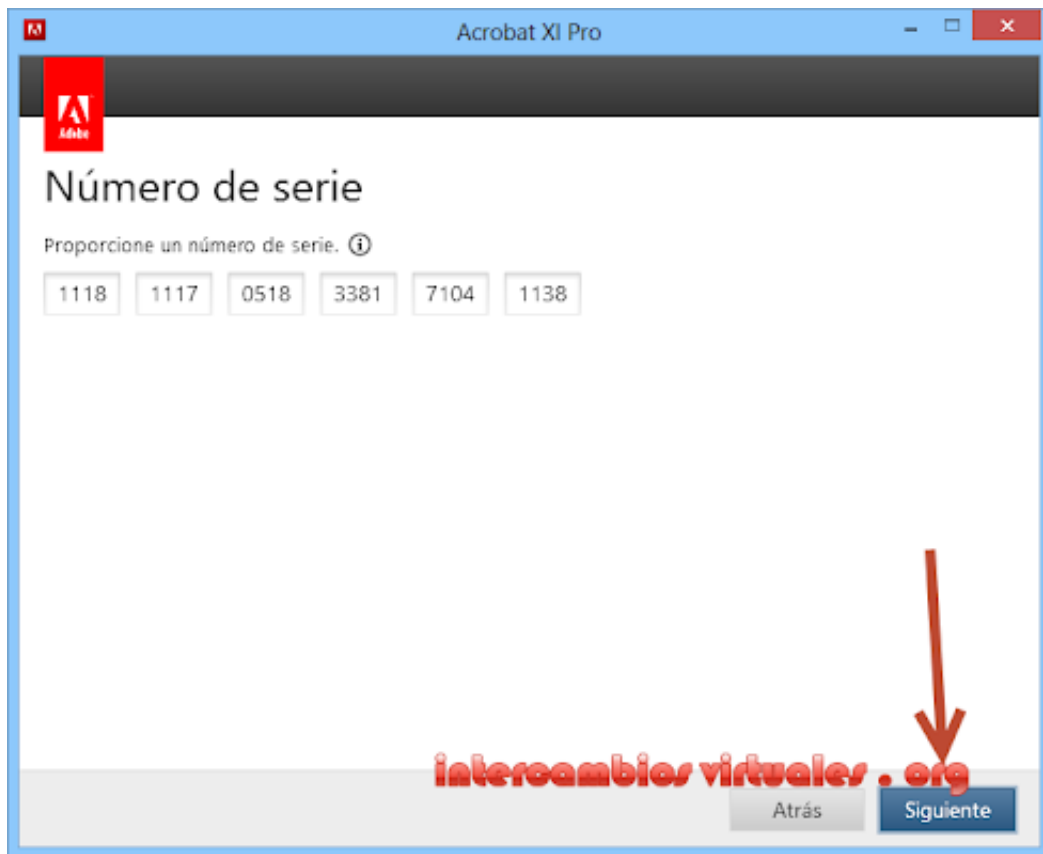 Acrobat XI Pro
Adobe
Número de serie
Proporcione un número de serie.
1118 1117 0518 3381 7104 1138
intercambios virtuales . org
Atrás Siguiente